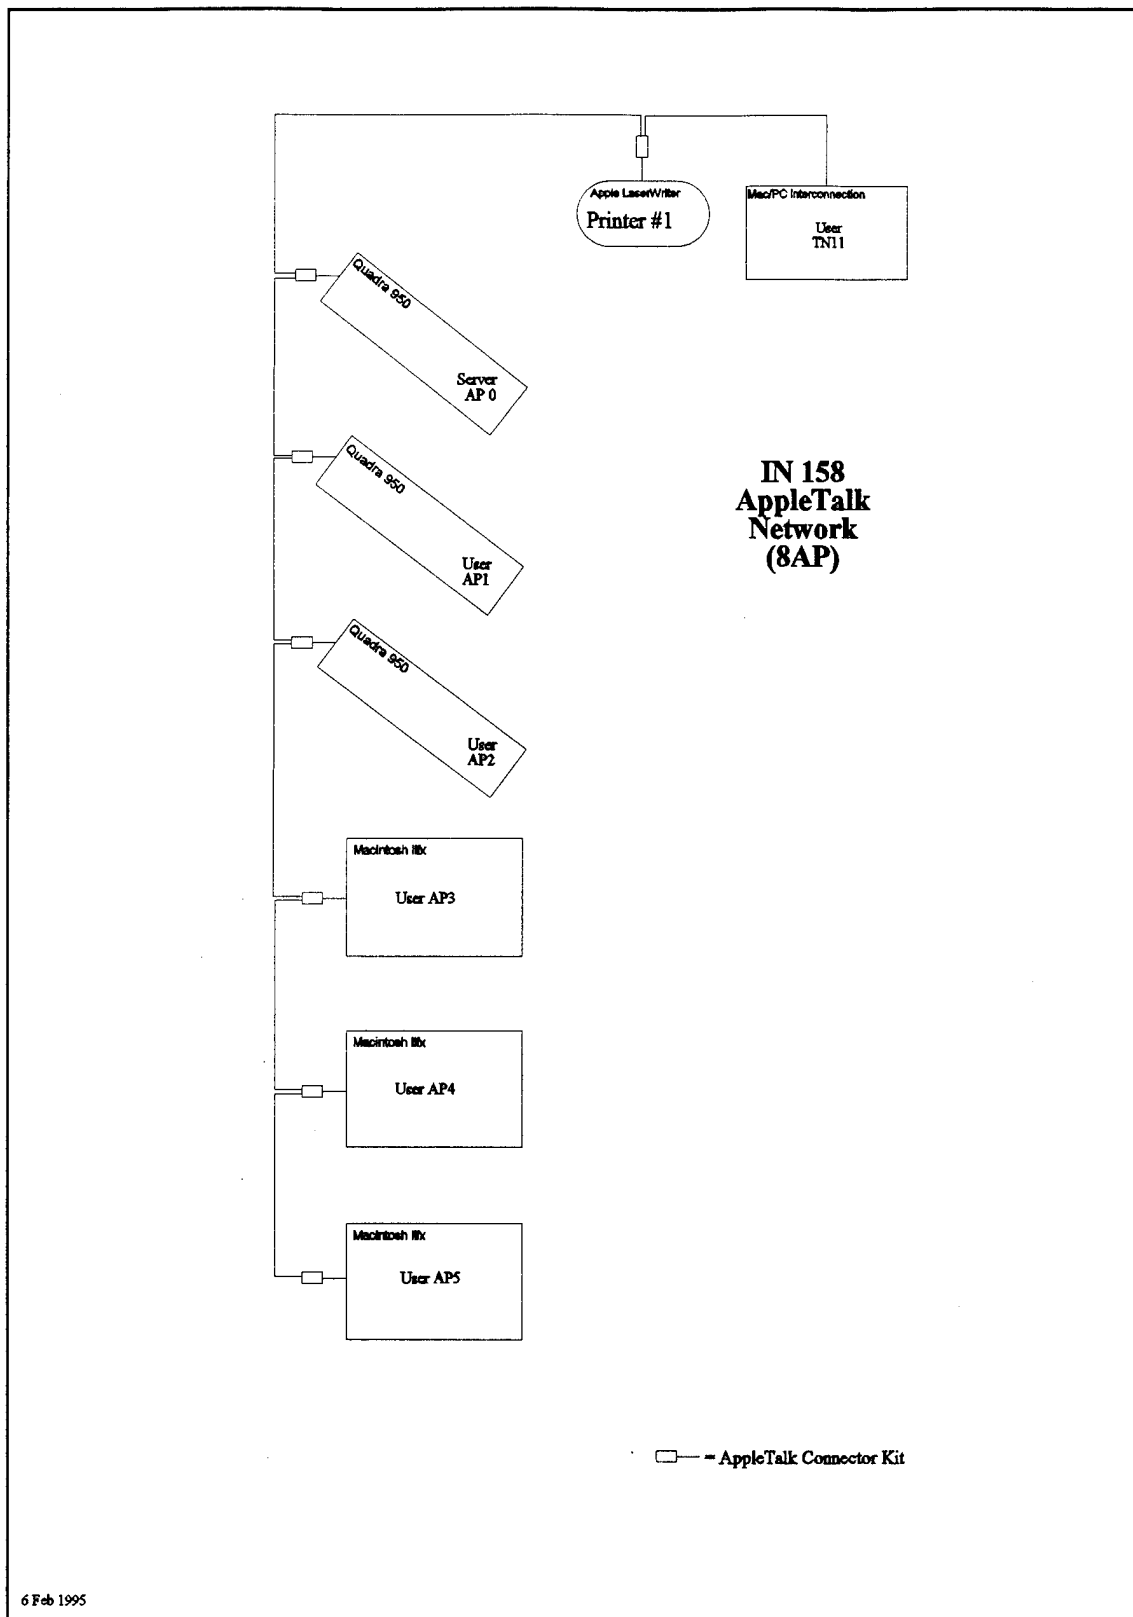 Apple LaserWriter
Printer #1
Mac/PC Interconnection
User
TN11
Quadra 950
Server
AP 0
Quadra 950
User
AP1
IN 158
AppleTalk
Network
(8AP)
Quadra 950
User
AP2
Macintosh IIfx
User AP3
Macintosh IIfx
User AP4
Macintosh IIfx
User AP5
= AppleTalk Connector Kit
6 Feb 1995